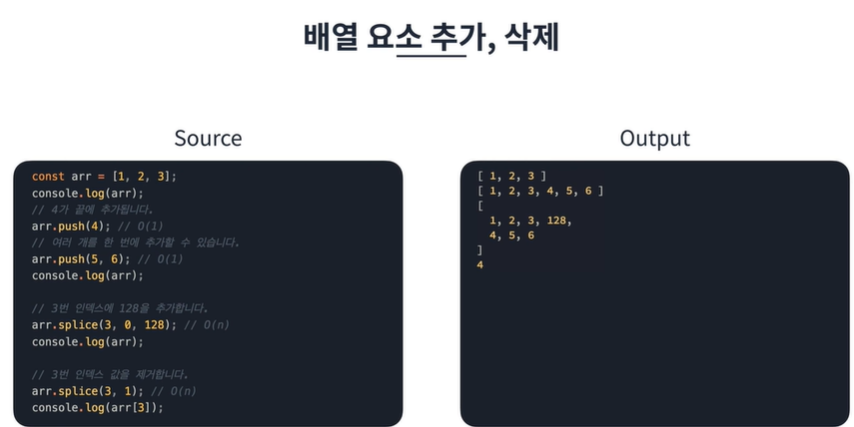 배열 요소 추가, 삭제
Source
const arr = [1, 2, 3];
console.log(arr);
// 4가 끝에 추가됩니다.
arr.push(4); // O(1)
// 여러 개를 한 번에 추가할 수 있습니다.
arr.push(5, 6); // O(1)
console.log(arr);
// 3번 인덱스에 128을 추가합니다.
arr.splice(3, 0, 128); // O(n)
console.log(arr);
// 3번 인덱스 값을 제거합니다.
arr.splice(3, 1); // O(n)
console.log(arr[3]);
Output
[ 1, 2, 3 ]
[ 1, 2, 3, 4, 5, 6 ]
[
1, 2, 3, 128,
4, 5, 6
]
4